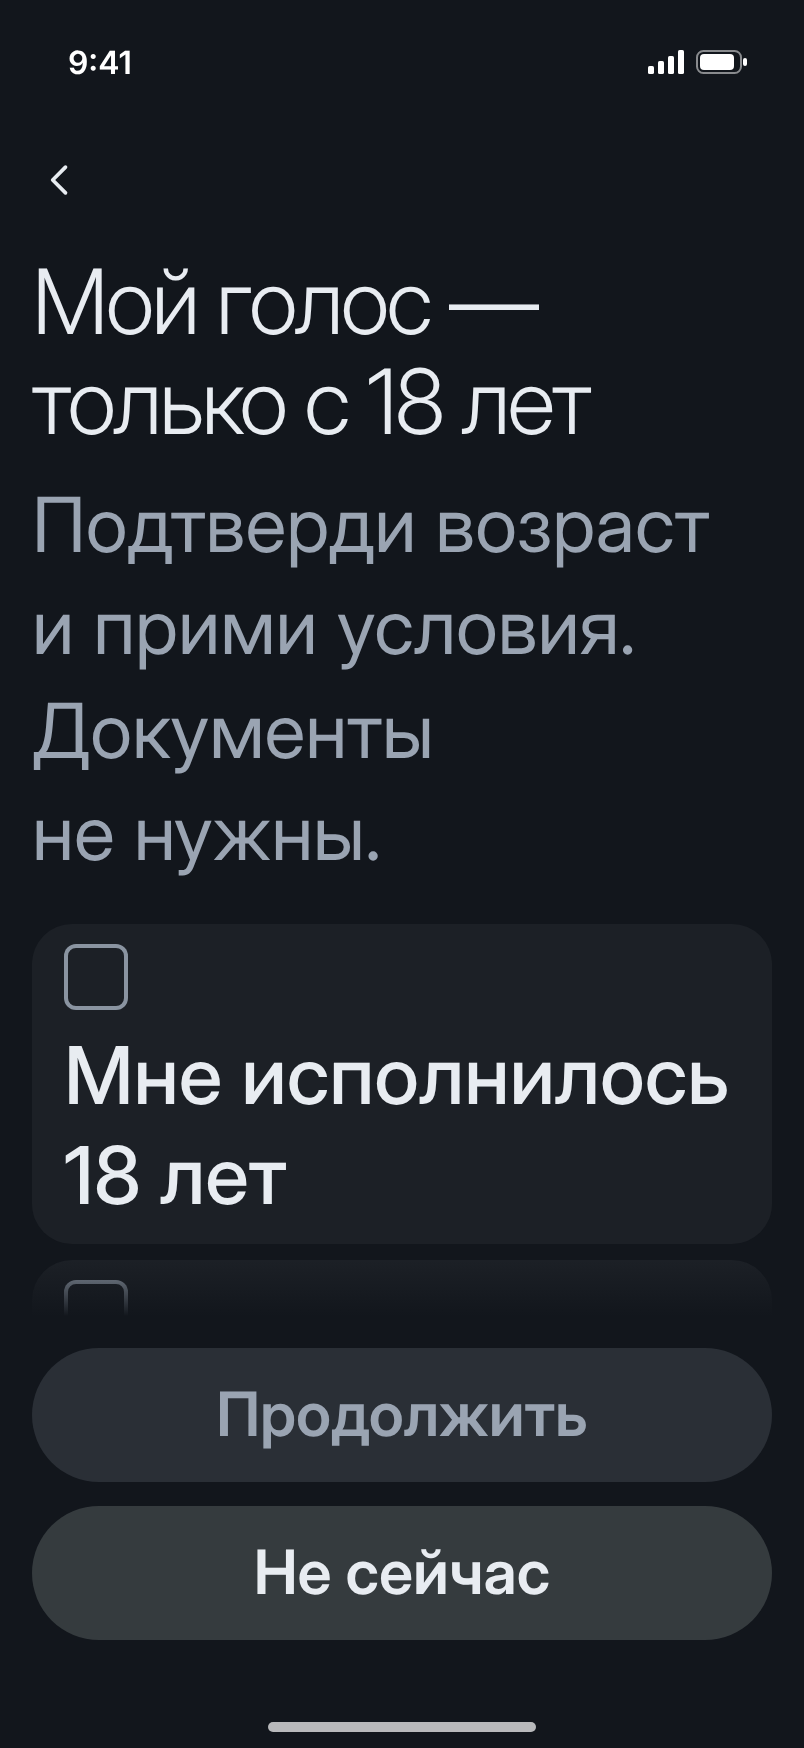 9:41
Мой голос —
только с 18 лет
Подтверди возраст
и прими условия.
Документы
не нужны.
Мне исполнилось
18 лет
Продолжить
Не сейчас